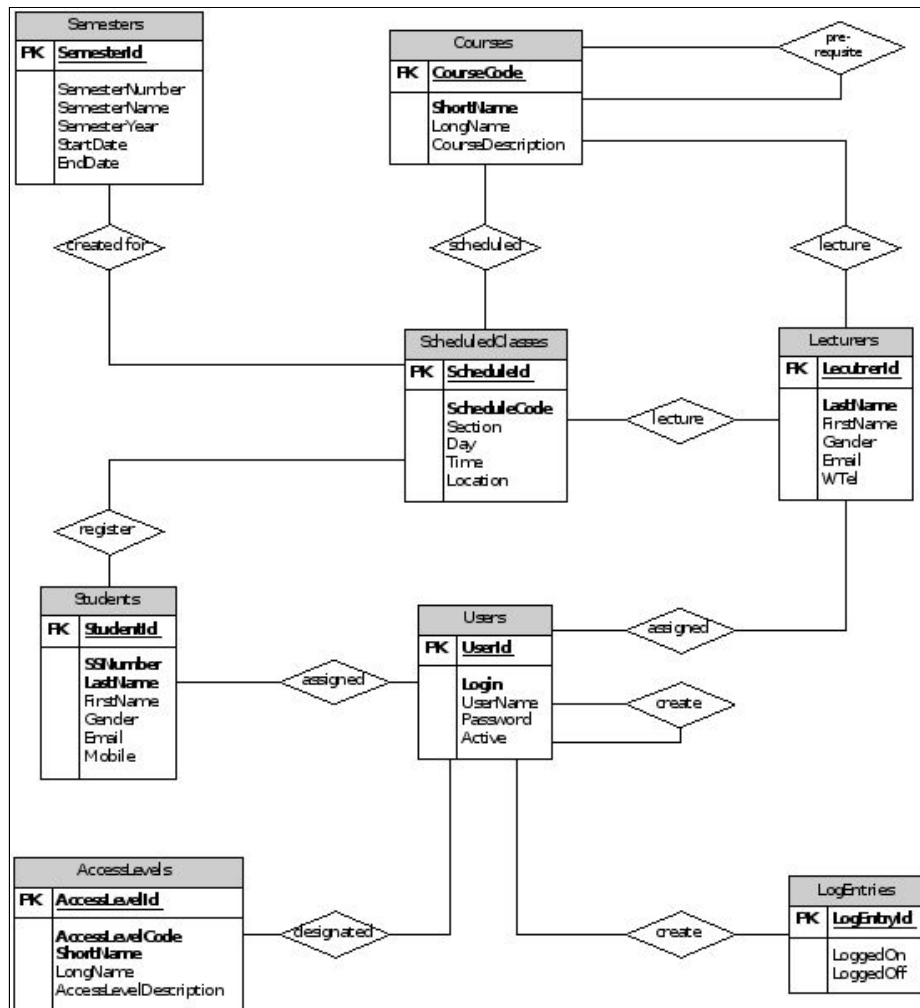 Semesters
PK SemesterId
SemesterNumber
SemesterName
SemesterYear
StartDate
EndDate
Courses
PK CourseCode
ShortName
LongName
CourseDescription
pre-
requsite
created for
scheduled
lecture
ScheduledClasses
PK ScheduleId
ScheduleCode
Section
Day
Time
Location
lecture
Lecturers
PK LecutrerId
LastName
FirstName
Gender
Email
WTel
register
Students
PK StudentId
SSNumber
LastName
FirstName
Gender
Email
Mobile
assigned
Users
PK UserId
Login
UserName
Password
Active
assigned
create
AccessLevels
PK AccessLevelId
AccessLevelCode
ShortName
LongName
AccessLevelDescription
designated
create
LogEntries
PK LogEntryId
LoggedOn
LoggedOff